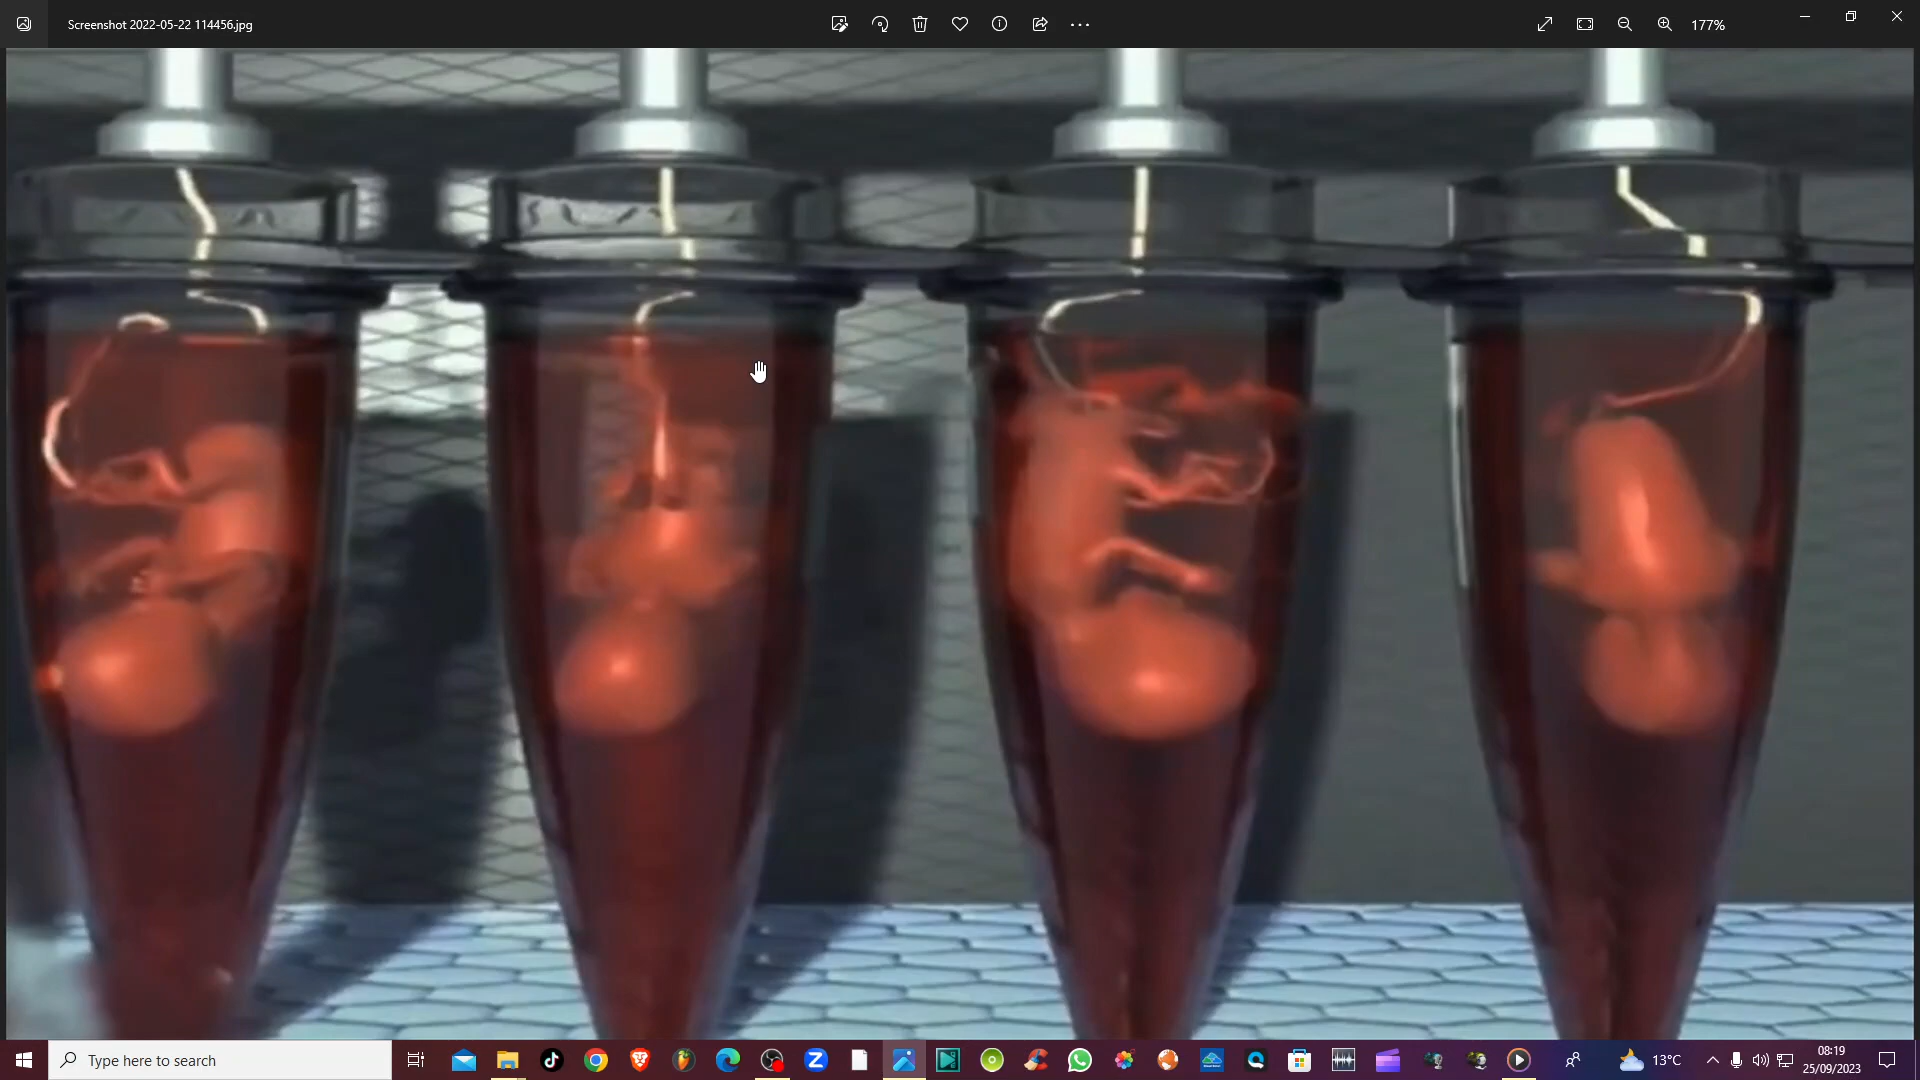 Screenshot 2022-05-22 114456.jpg
177%
Type here to search
13°C
08:19
25/09/2023